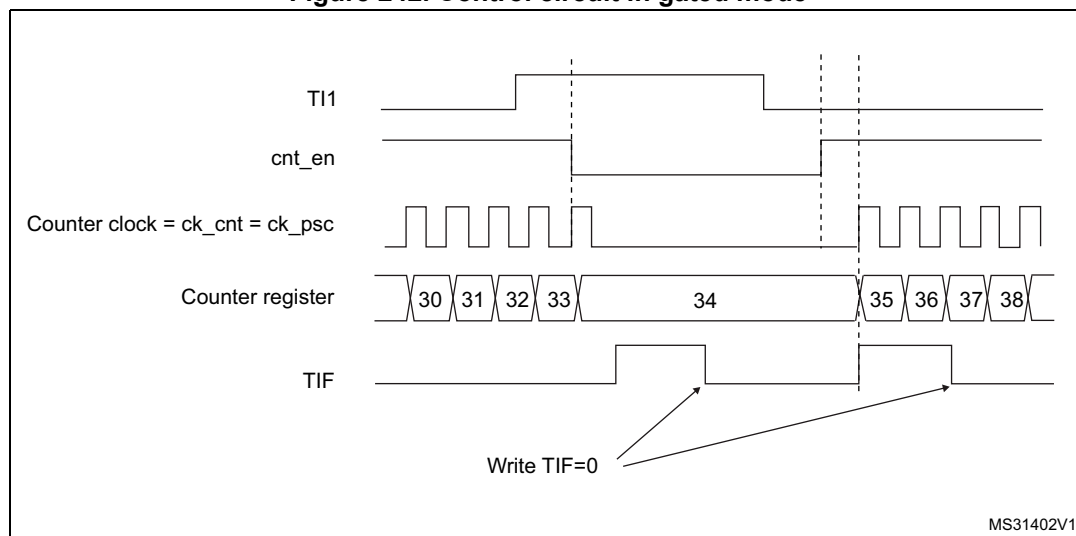 Figure 242. Control circuit in gated mode
TI1
cnt_en
Counter clock = ck_cnt = ck_psc
Counter register
30 31 32 33 34 35 36 37 38
TIF
Write TIF=0
MS31402V1